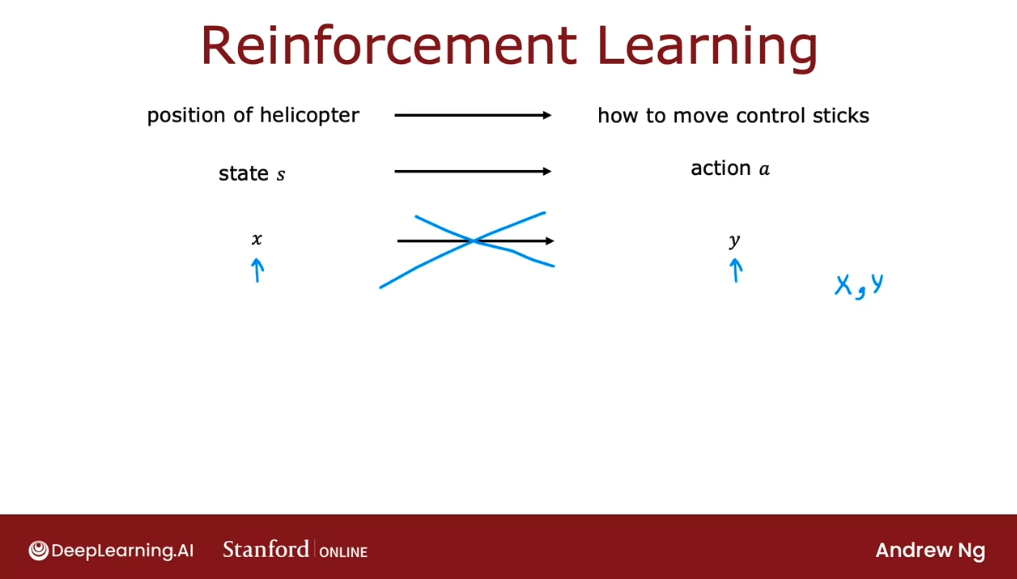 Reinforcement Learning
position of helicopter how to move control sticks
state s action a
x y
X, Y
DeepLearning.AI Stanford ONLINE Andrew Ng